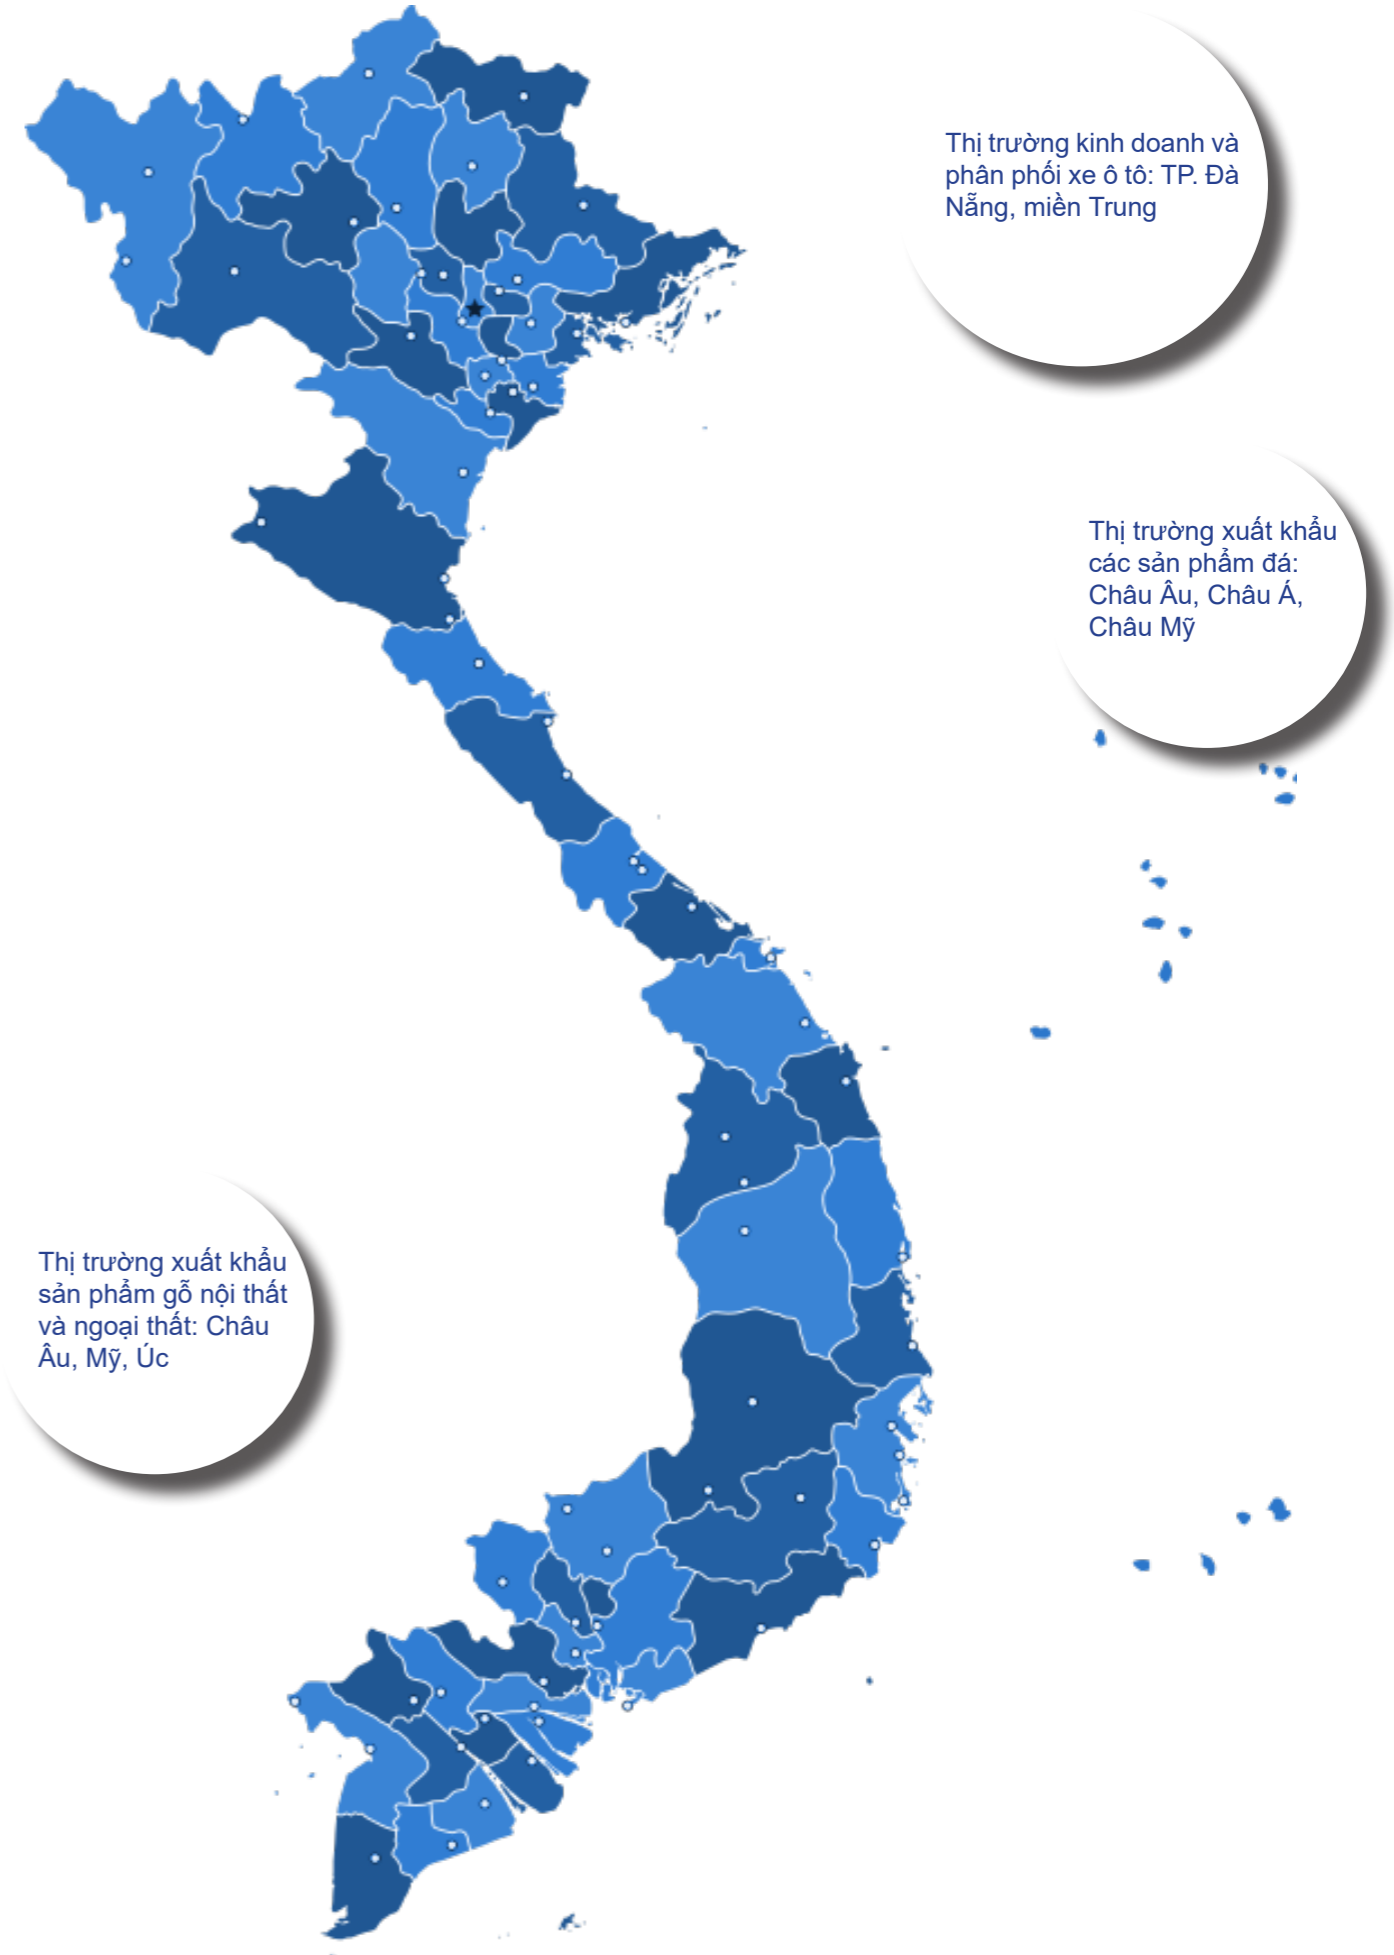 Thị trường kinh doanh và
phân phối xe ô tô: TP. Đà
Nẵng, miền Trung
Thị trường xuất khẩu
các sản phẩm đá:
Châu Âu, Châu Á,
Châu Mỹ
Thị trường xuất khẩu
sản phẩm gỗ nội thất
và ngoại thất: Châu
Âu, Mỹ, Úc